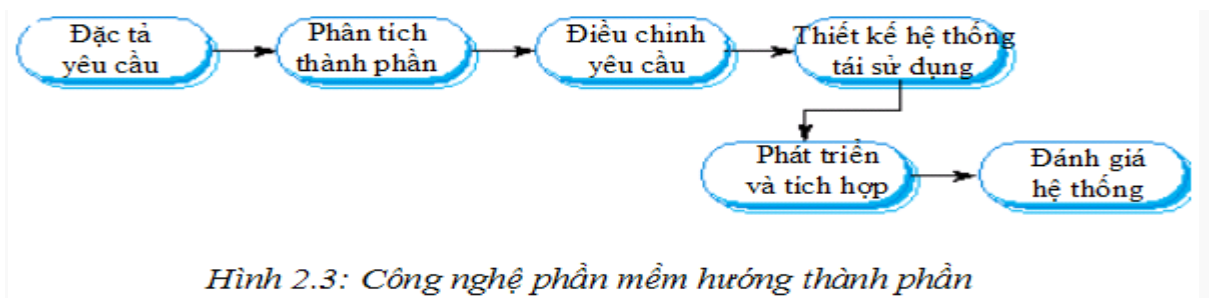 Đặc tả
yêu cầu
Phân tích
thành phần
Điều chỉnh
yêu cầu
Thiết kế hệ thống
tái sử dụng
Phát triển
và tích hợp
Đánh giá
hệ thống
Hình 2.3: Công nghệ phần mềm hướng thành phần